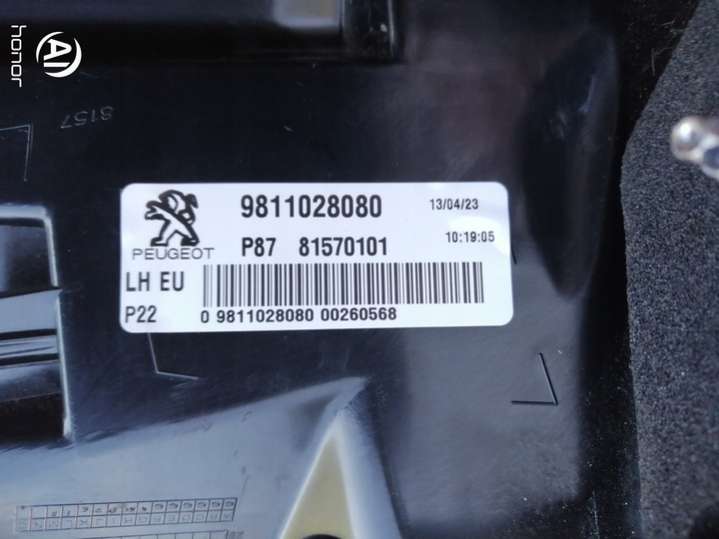 AI
honor
8157
9811028080
13/04/23
PEUGEOT
P87 81570101
10:19:05
LH EU
P22
0 9811028080 00260568